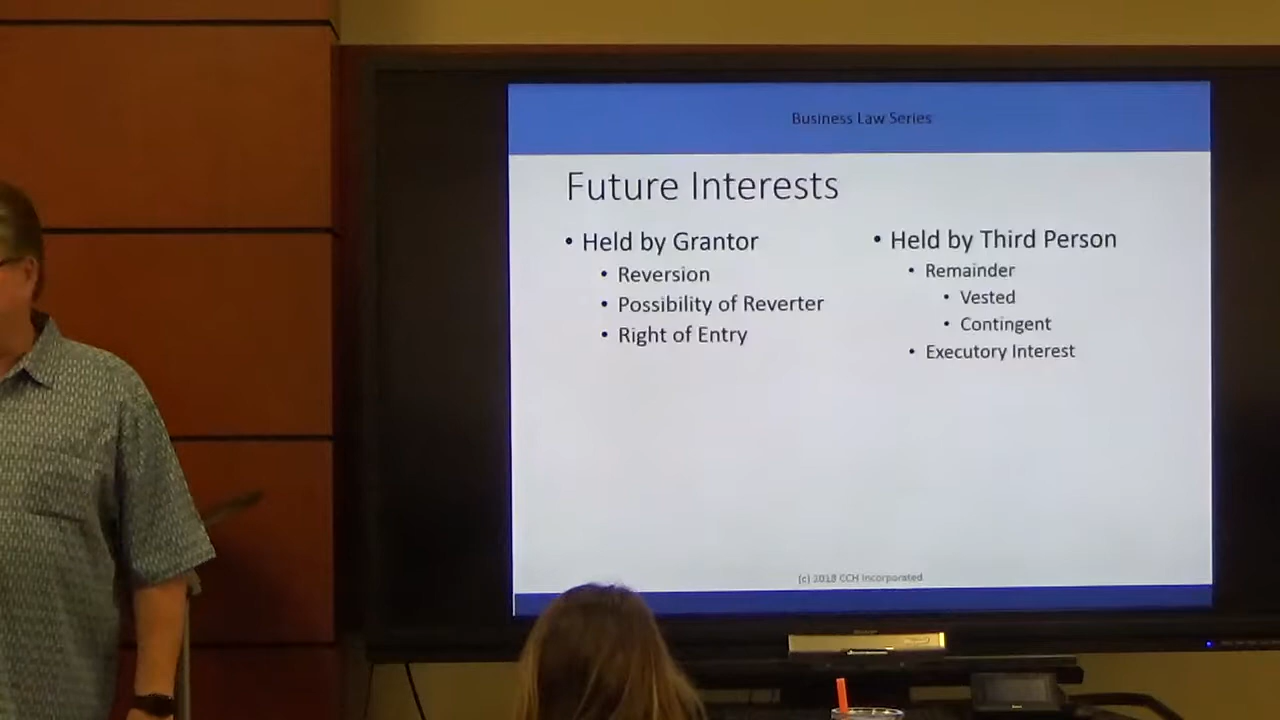 Business Law Series
Future Interests
• Held by Grantor
• Reversion
• Possibility of Reverter
• Right of Entry
• Held by Third Person
• Remainder
• Vested
• Contingent
• Executory Interest
(c) 2018 CCH Incorporated